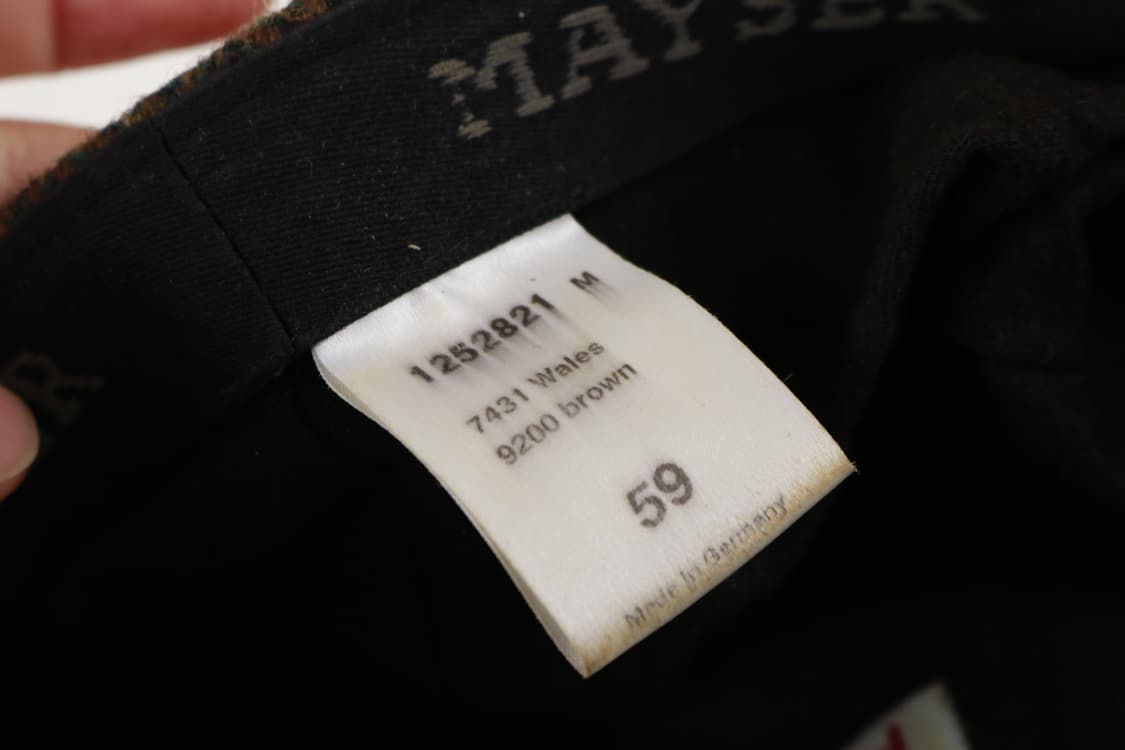 MAYSER
1252821 M
7431 Wales
9200 brown
59
Made In Germany
R